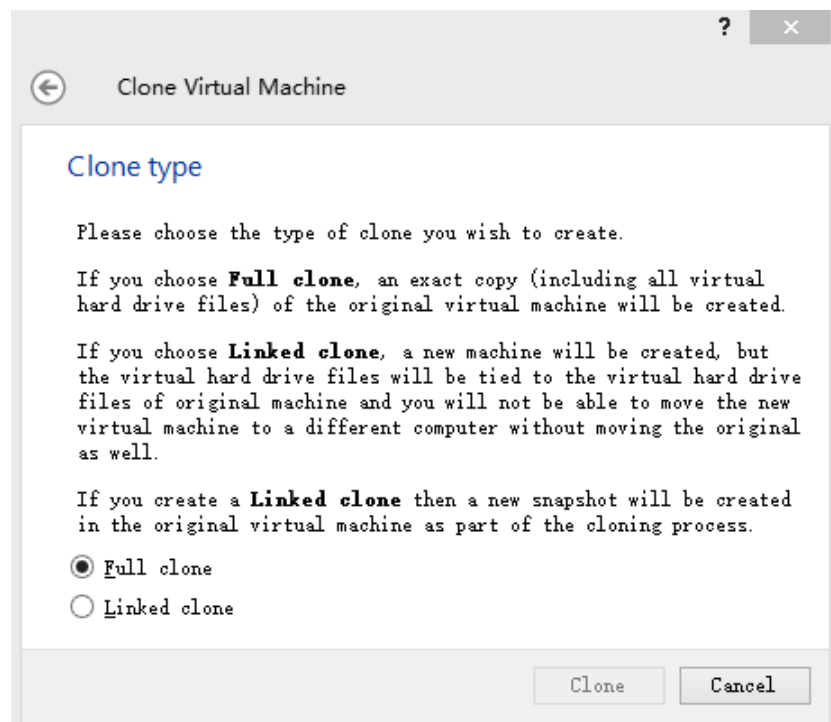 ?
Clone Virtual Machine
Clone type
Please choose the type of clone you wish to create.
If you choose Full clone, an exact copy (including all virtual
hard drive files) of the original virtual machine will be created.
If you choose Linked clone, a new machine will be created, but
the virtual hard drive files will be tied to the virtual hard drive
files of original machine and you will not be able to move the new
virtual machine to a different computer without moving the original
as well.
If you create a Linked clone then a new snapshot will be created
in the original virtual machine as part of the cloning process.
Full clone
Linked clone
Clone Cancel